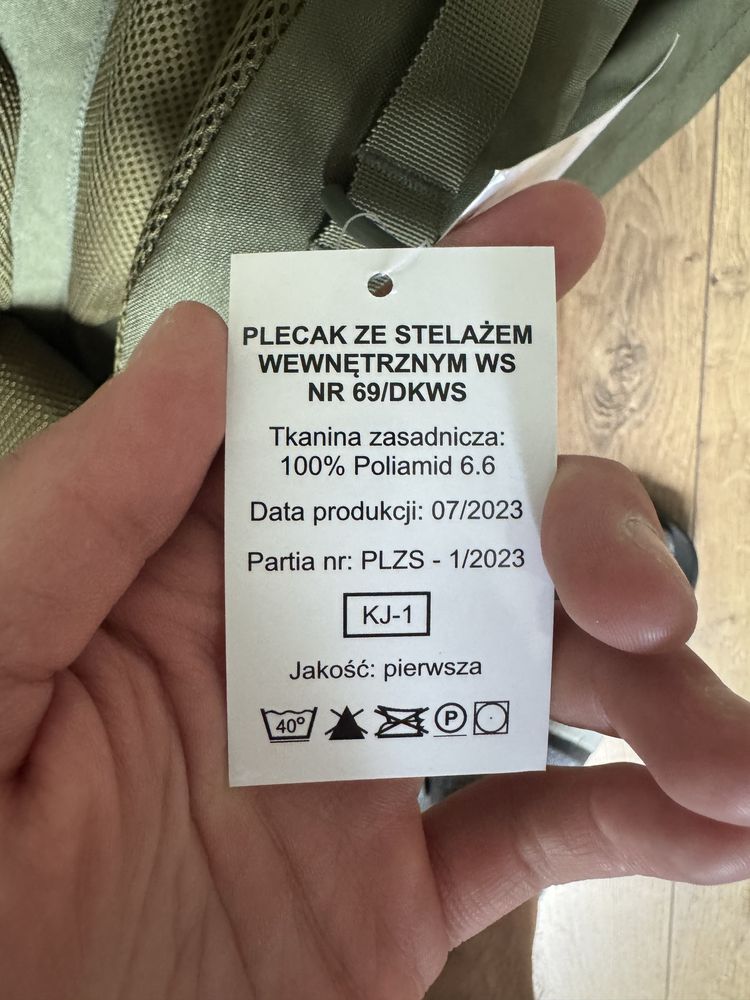 PLECAK ZE STELAŻEM
WEWNĘTRZNYM WS
NR 69/DKWS
Tkanina zasadnicza:
100% Poliamid 6.6
Data produkcji: 07/2023
Partia nr: PLZS - 1/2023
KJ-1
Jakość: pierwsza
40° P